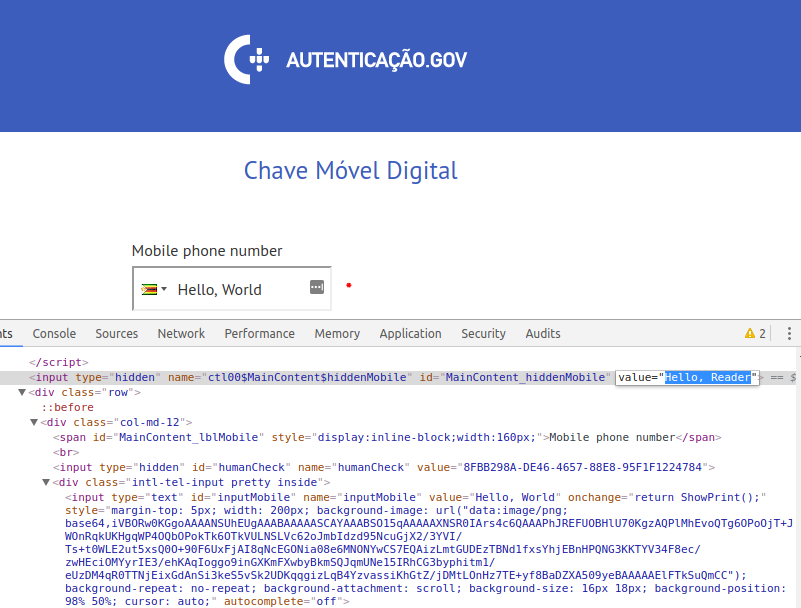 AUTENTICAÇÃO.GOV
Chave Móvel Digital
Mobile phone number
Hello, World
nts Console Sources Network Performance Memory Application Security Audits 2
</script>
<input type="hidden" name="ctl00$MainContent$hiddenMobile" id="MainContent_hiddenMobile" value="Hello, Reader"> == $
<div class="row">
::before
<div class="col-md-12">
<span id="MainContent_lblMobile" style="display:inline-block;width:160px;">Mobile phone number</span>
<br>
<input type="hidden" id="humanCheck" name="humanCheck" value="8FBB298A-DE46-4657-88E8-95F1F1224784">
<div class="intl-tel-input pretty inside">
<input type="text" id="inputMobile" name="inputMobile" value="Hello, World" onchange="return ShowPrint();"
style="margin-top: 5px; width: 200px; background-image: url("data:image/png;
base64,iVBORw0KGgoAAAANSUhEUgAAABAAAAASCAYAAABSO15qAAAAAXNSR0IArs4c6QAAAPhJREFUOBHlU70KgzAQPlMhEvoQTg6OPoOjT+J
WOnRqkUKHgqWP4OQbOPokTk6OTkVULNSLVc62oJmbIdzd95NcuGjX2/3YVI/
Ts+t0WLE2ut5xsQ0O+90F6UxFjAI8qNcEGONia08e6MNONYwCS7EQAizLmtGUDEzTBNd1fxsYhjEBnHPQNG3KKTYV34F8ec/
zwHEciOMYyrIE3/ehKAqIoggo9inGXKmFXwbyBkmSQJqmUNe15IRhCG3byphitm1/
eUzDM4qR0TTNjEixGdAnSi3keS5vSk2UDKqqgizLqB4YzvassiKhGtZ/jDMtLOnHz7TE+yf8BaDZXA509yeBAAAAAElFTkSuQmCC");
background-repeat: no-repeat; background-attachment: scroll; background-size: 16px 18px; background-position:
98% 50%; cursor: auto;" autocomplete="off">